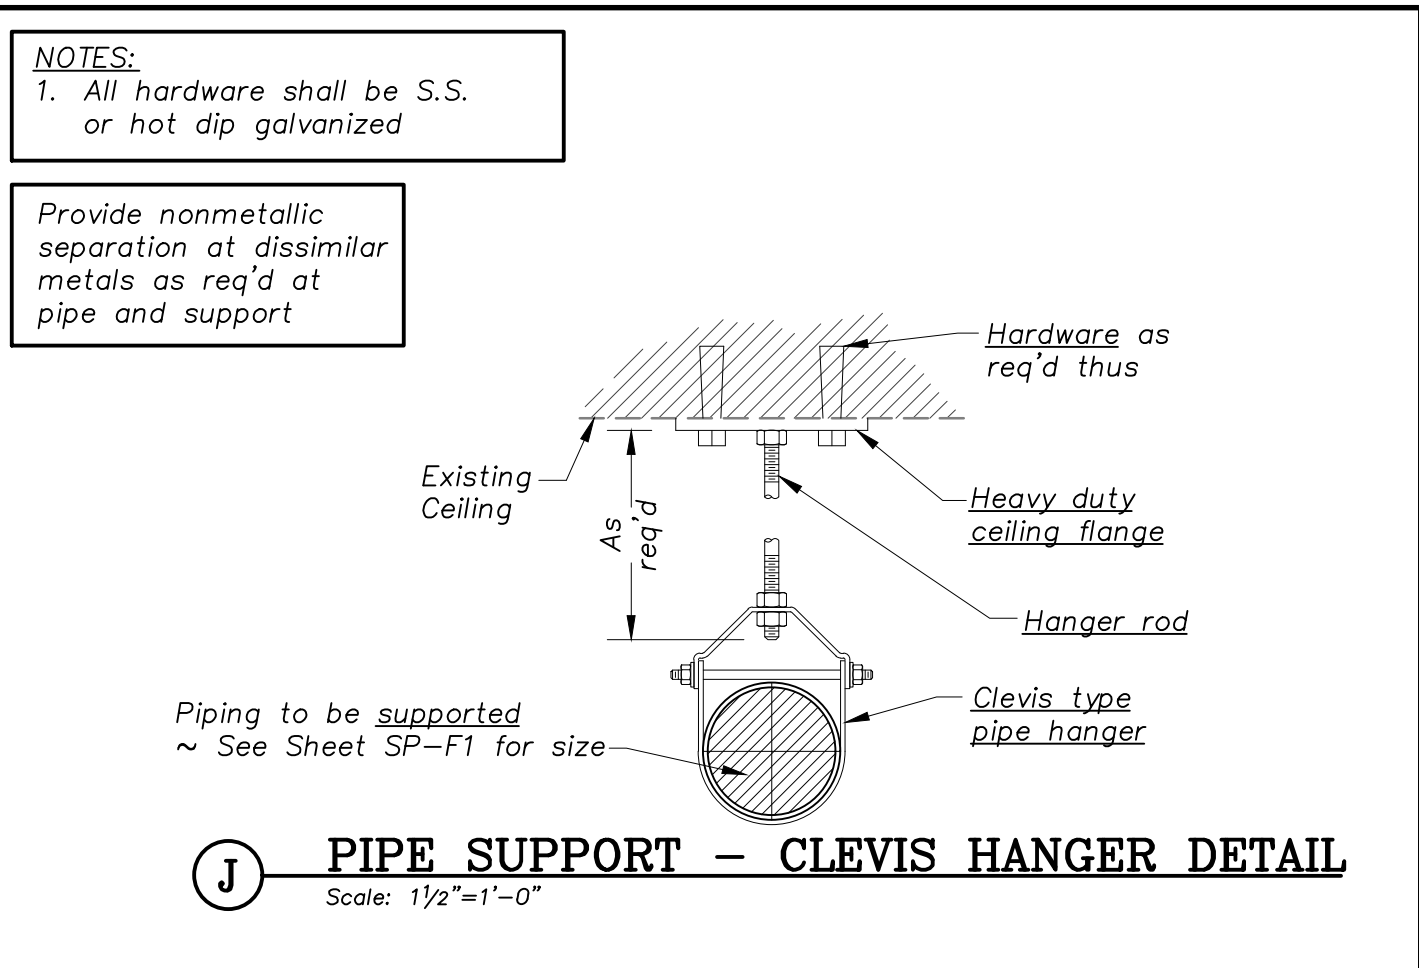 NOTES:
1. All hardware shall be S.S.
or hot dip galvanized
Provide nonmetallic
separation at dissimilar
metals as req'd at
pipe and support
Hardware as
req'd thus
Existing
Ceiling
As
req'd
Heavy duty
ceiling flange
Hanger rod
Clevis type
pipe hanger
Piping to be supported
~ See Sheet SP-F1 for size
J
PIPE SUPPORT - CLEVIS HANGER DETAIL
Scale: 1 1/2"=1'-0"